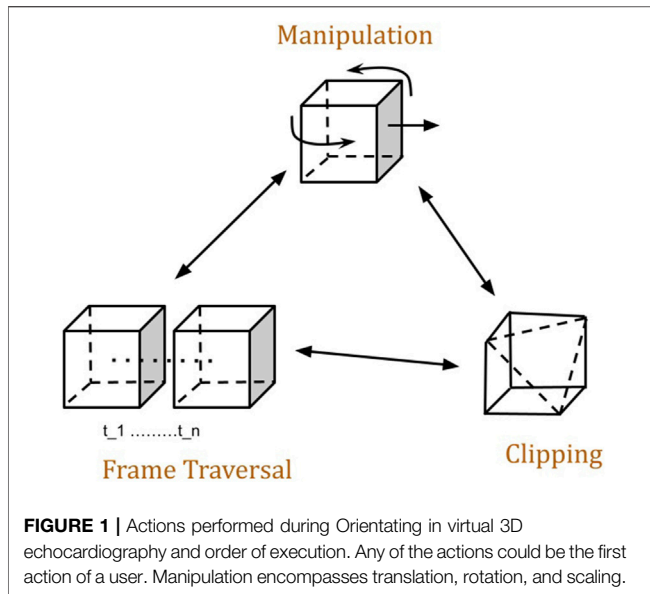 Manipulation
t_1 .........t_n
Frame Traversal
Clipping
FIGURE 1 | Actions performed during Orientating in virtual 3D
echocardiography and order of execution. Any of the actions could be the first
action of a user. Manipulation encompasses translation, rotation, and scaling.